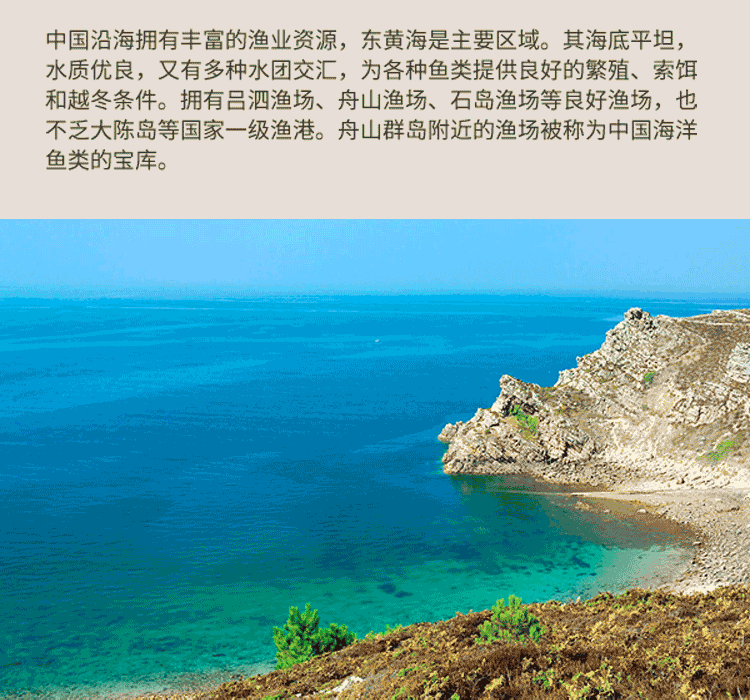 中国沿海拥有丰富的渔业资源，东黄海是主要区域。其海底平坦，
水质优良，又有多种水团交汇，为各种鱼类提供良好的繁殖、索饵
和越冬条件。拥有吕泗渔场、舟山渔场、石岛渔场等良好渔场，也
不乏大陈岛等国家一级渔港。舟山群岛附近的渔场被称为中国海洋
鱼类的宝库。